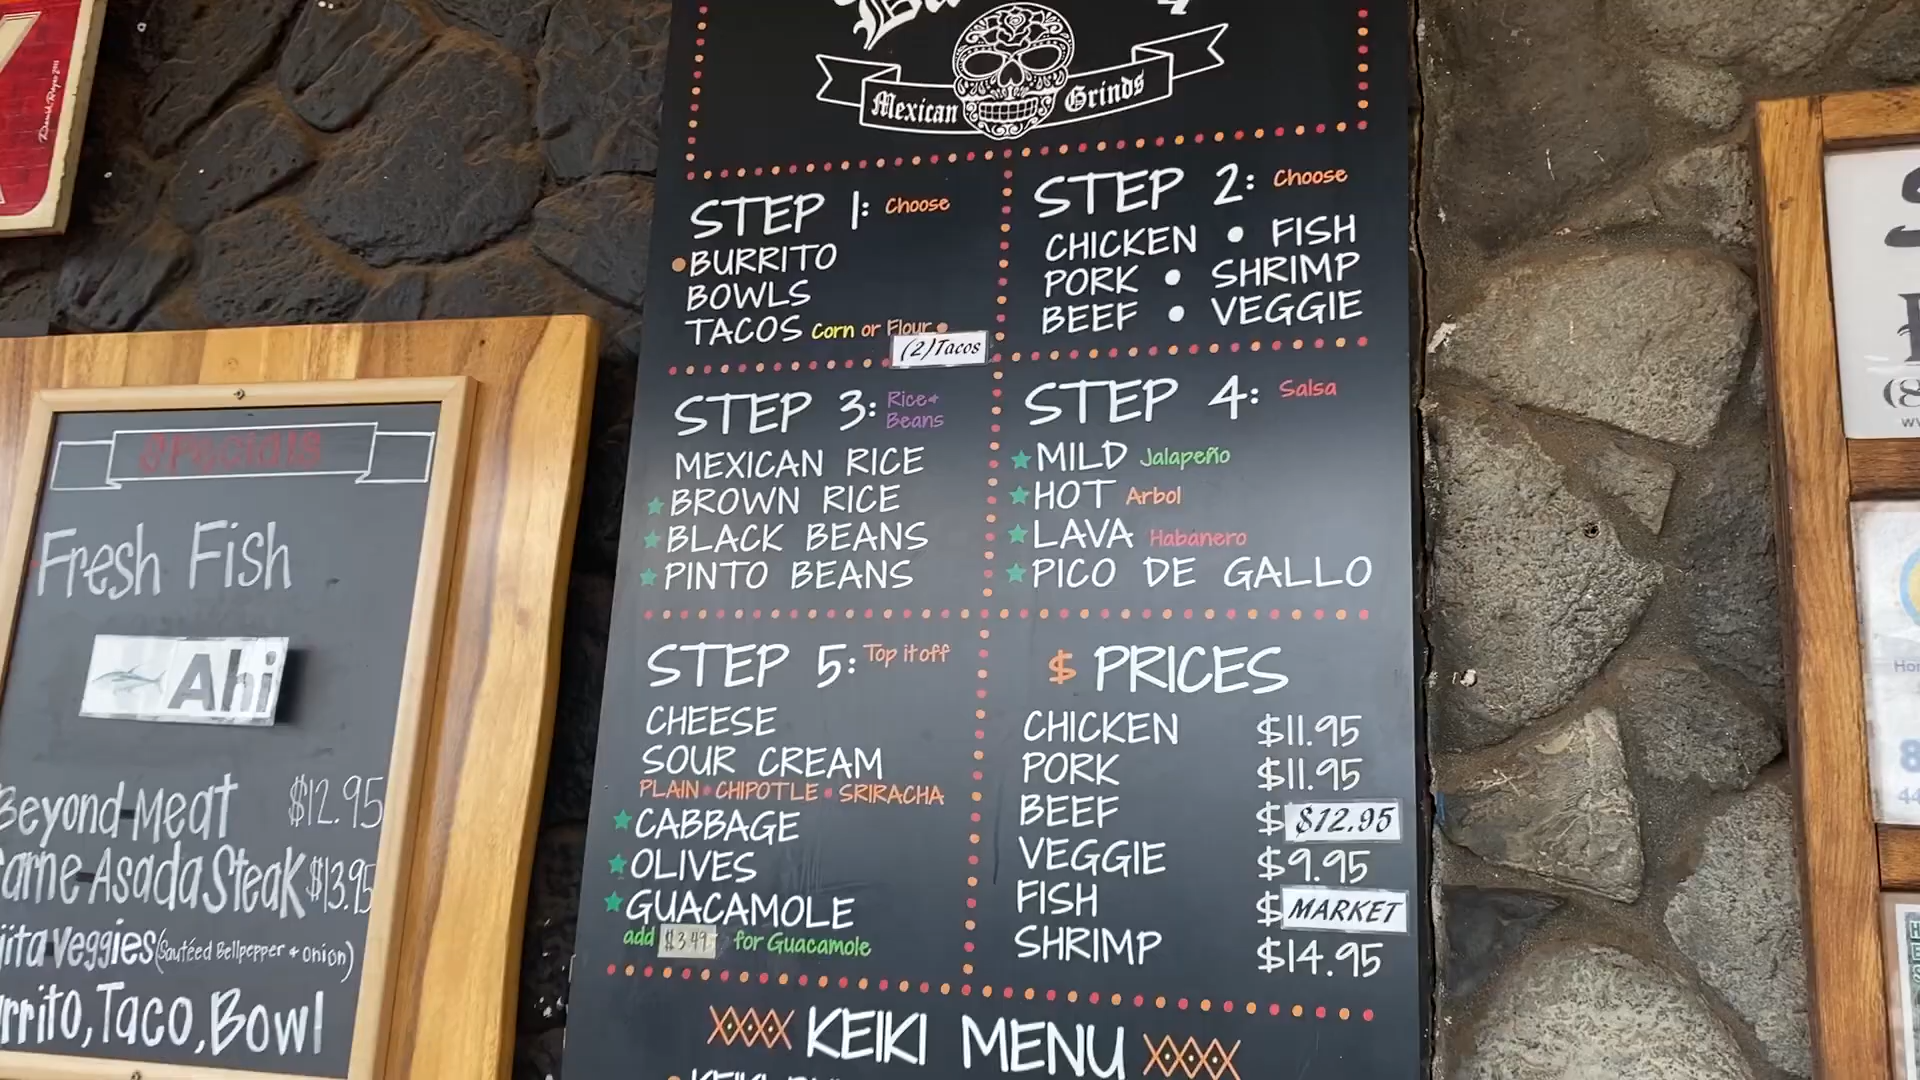 Mexican Grinds
STEP 1: Choose
BURRITO
BOWLS
TACOS Corn or Flour
(2) Tacos
STEP 2: Choose
CHICKEN • FISH
PORK • SHRIMP
BEEF • VEGGIE
STEP 3: Rice & Beans
MEXICAN RICE
BROWN RICE
BLACK BEANS
PINTO BEANS
STEP 4: Salsa
MILD Jalapeño
HOT Arbol
LAVA Habanero
PICO DE GALLO
STEP 5: Top it off
CHEESE
SOUR CREAM
PLAIN • CHIPOTLE • SRIRACHA
CABBAGE
OLIVES
GUACAMOLE
add $3.49 for Guacamole
$ PRICES
CHICKEN $11.95
PORK $11.95
BEEF $ $12.95
VEGGIE $9.95
FISH $ MARKET
SHRIMP $14.95
KEIKI MENU
Fresh Fish
Ahi
Beyond Meat $12.95
arne Asada Steak $13.95
jita Veggies (Sautéed Bellpepper & onion)
rrito, Taco, Bowl